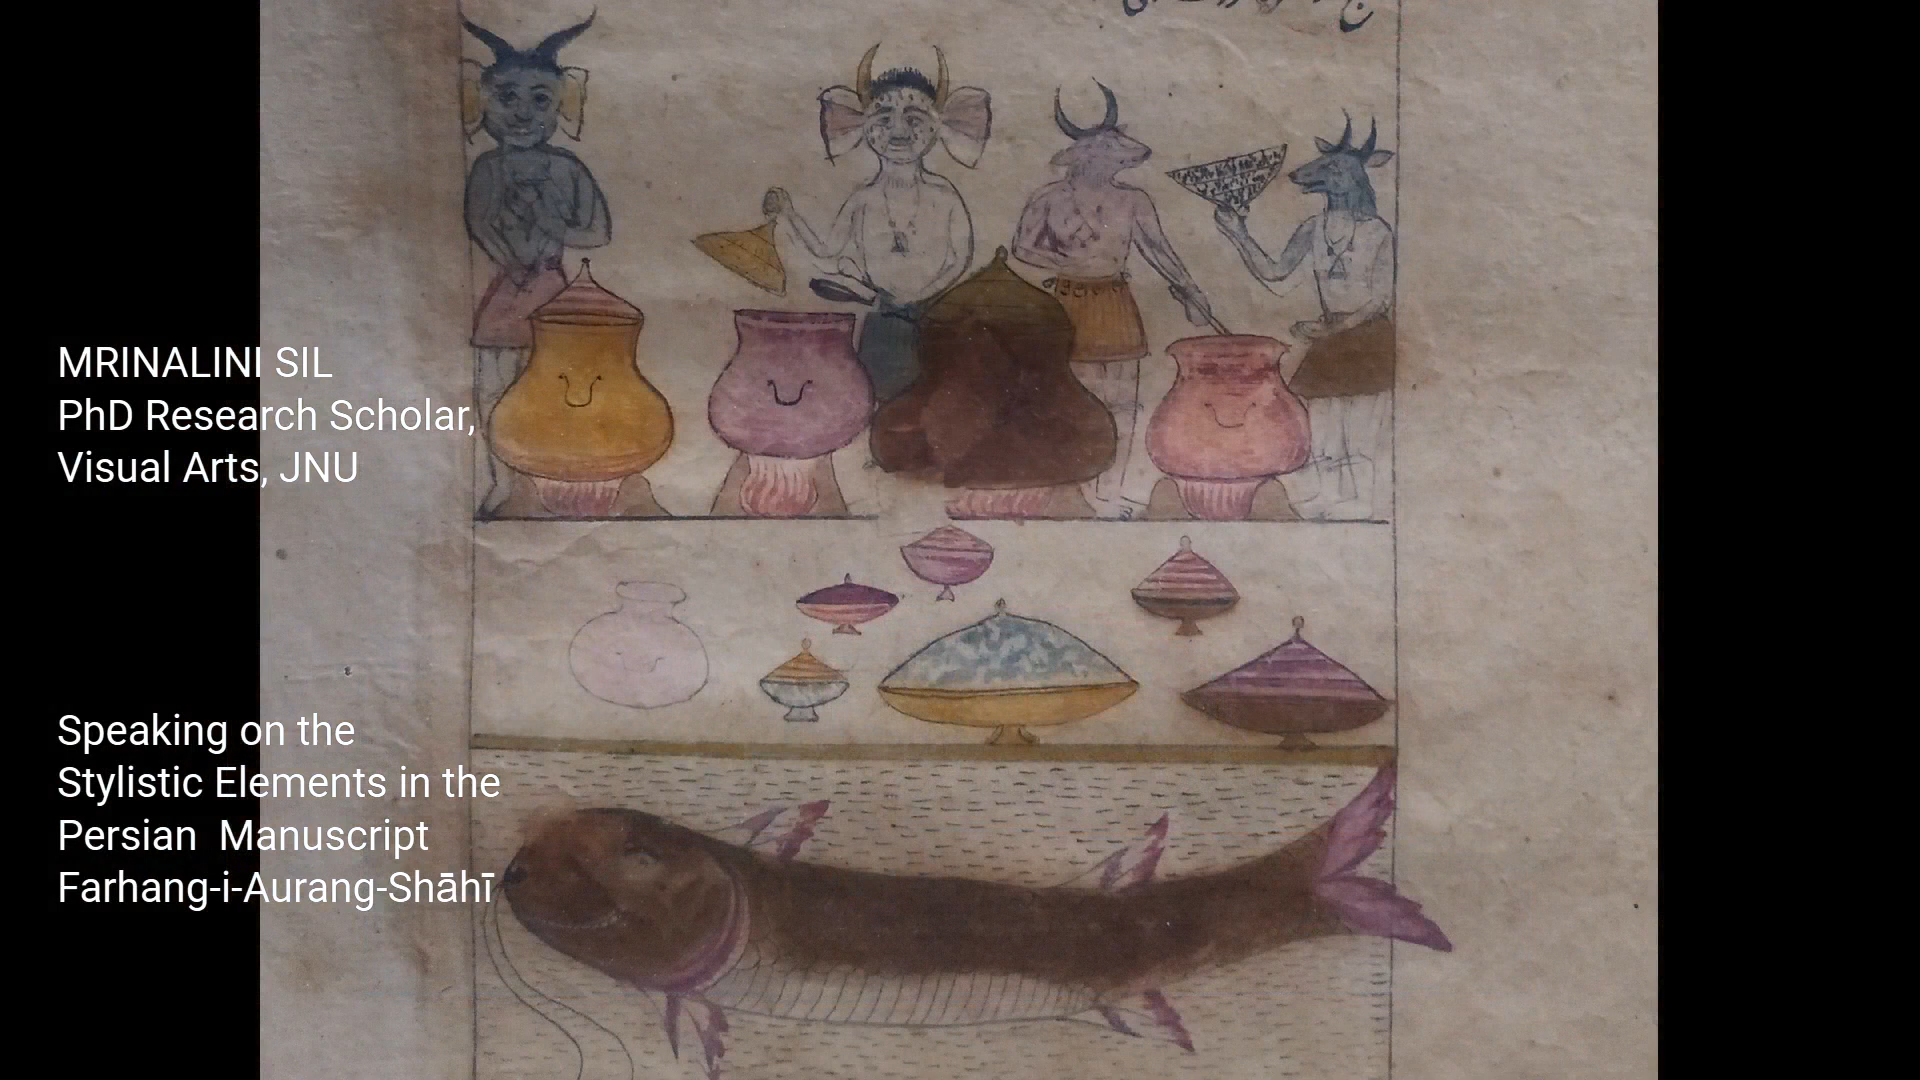 MRINALINI SIL
PhD Research Scholar,
Visual Arts, JNU
Speaking on the
Stylistic Elements in the
Persian Manuscript
Farhang-i-Aurang-Shāhī